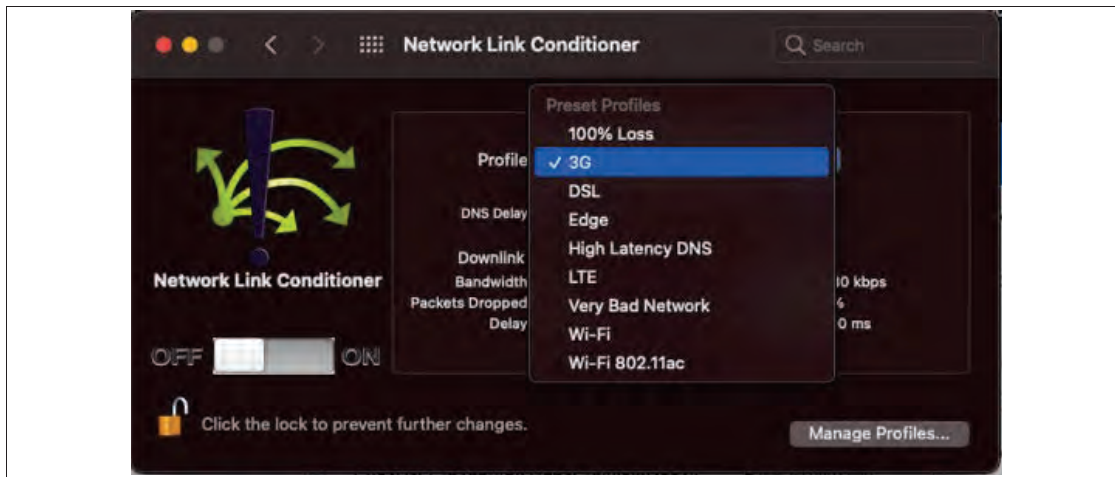 Network Link Conditioner
Search
Preset Profiles
100% Loss
Profile ✓ 3G
DSL
DNS Delay
Edge
High Latency DNS
Downlink
LTE
Network Link Conditioner
Bandwidth
kbps
Very Bad Network
Packets Dropped
%
Wi-Fi
Delay
0 ms
Wi-Fi 802.11ac
OFF ON
Click the lock to prevent further changes.
Manage Profiles...